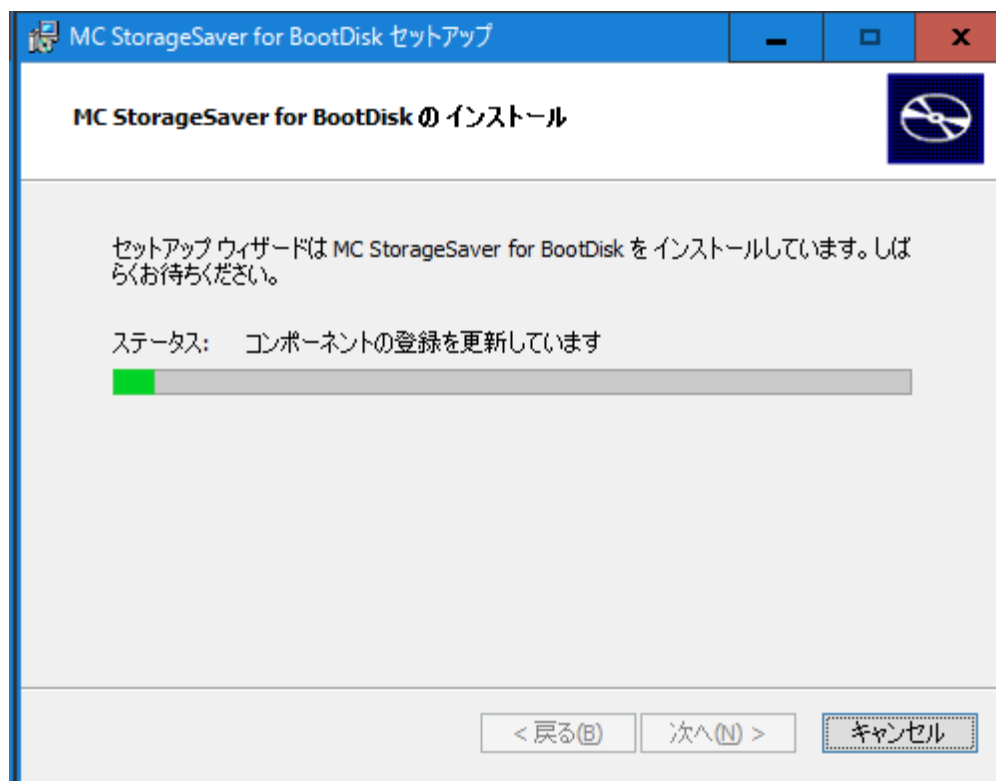 MC StorageSaver for BootDisk セットアップ
MC StorageSaver for BootDisk の インストール
セットアップ ウィザードは MC StorageSaver for BootDisk を インストールしています。しば
らくお待ちください。
ステータス: コンポーネントの登録を更新しています
< 戻る(B) 次へ(N) > キャンセル